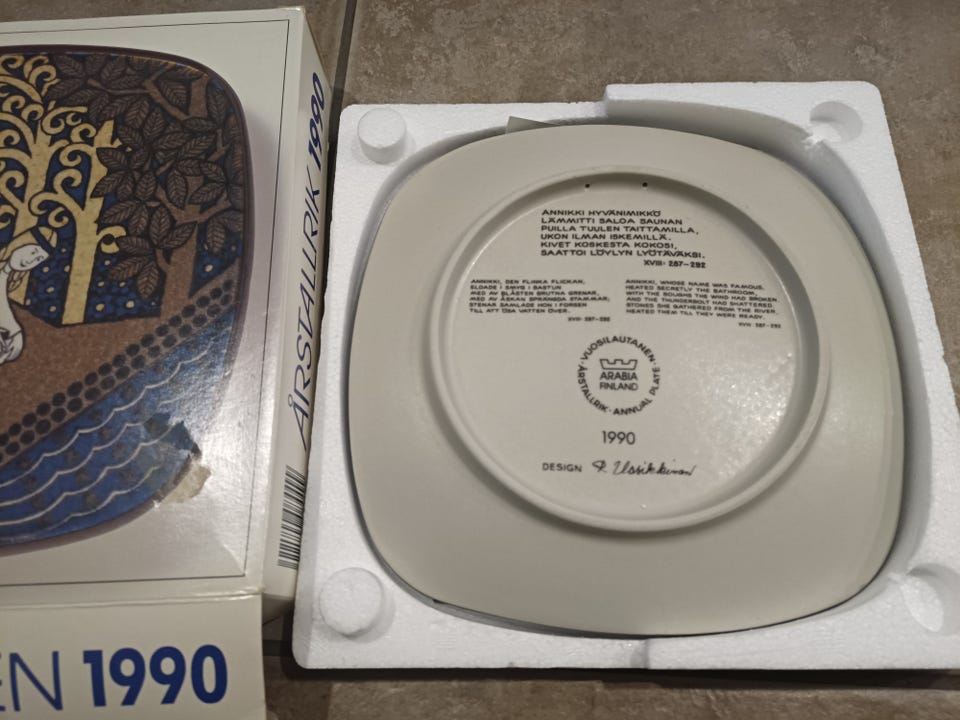 ÅRSTALLRIK 1990
EN 1990
ANNIKKI HYVÄNIMIKKÖ
LÄMMITTI SALOA SAUNAN
PUILLA TUULEN TAITTAMILLA,
UKON ILMAN ISKEMILLÄ.
KIVET KOSKESTA KOKOSI,
SAATTOI LÖYLYN LYÖTÄVÄKSI.
XVIII: 287-292
ANNIKKI, DEN FLINKA FLICKAN,
ELDADE I SMYG I BASTUN
MED AV BLÅSTEN BRUTNA GRENAR,
MED AV ÅSKAN SPRÄNGDA STAMMAR;
STENAR SAMLADE HON I FORSEN
TILL ATT ÖSA VATTEN ÖVER.
XVIII: 287-292
ANNIKKI, WHOSE NAME WAS FAMOUS,
HEATED SECRETLY THE BATHROOM,
WITH THE BOUGHS THE WIND HAD BROKEN
AND THE THUNDERBOLT HAD SHATTERED.
STONES SHE GATHERED FROM THE RIVER,
HEATED THEM TILL THEY WERE READY.
XVIII: 287-292
VUOSILAUTANEN·
ÅRSTALLRIK·ANNUAL PLATE·
ARABIA
FINLAND
1990
DESIGN R. Uosikkinen